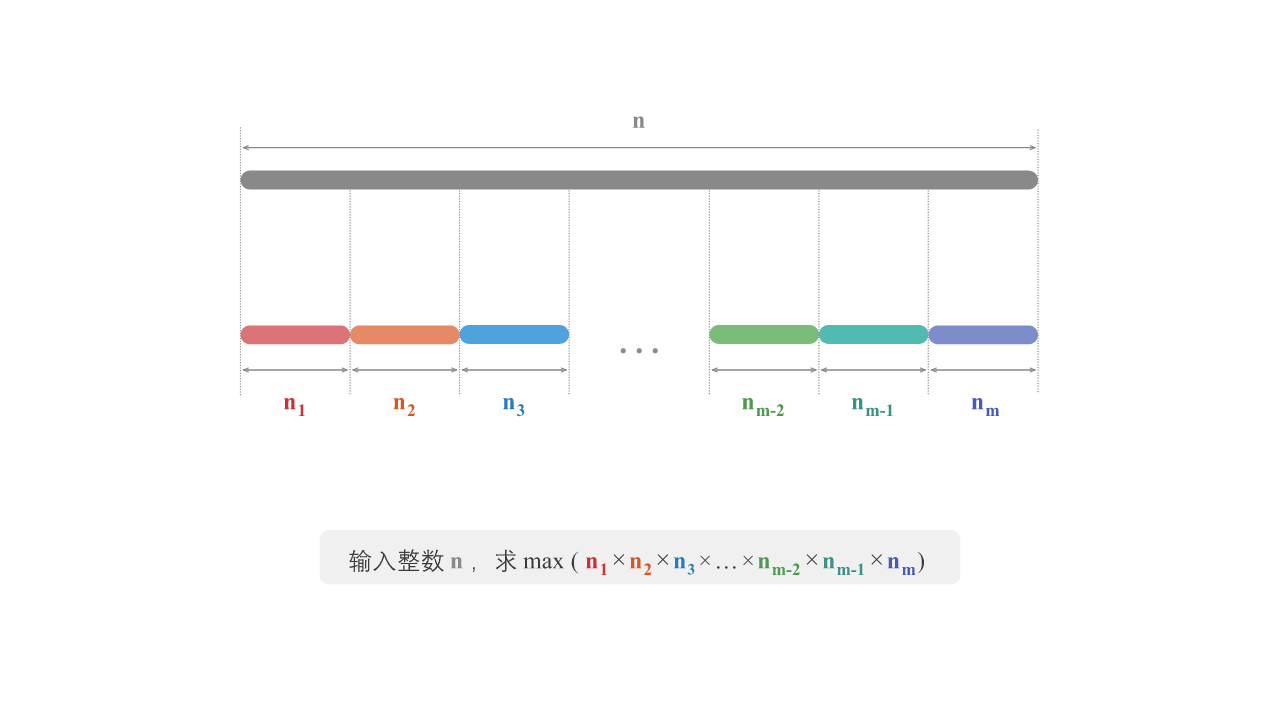 n
n1 n2 n3 ... nm-2 nm-1 nm
输入整数 n ， 求 max ( n1 × n2 × n3 × … × nm-2 × nm-1 × nm )